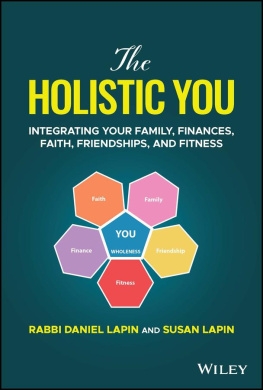 The
HOLISTIC YOU
INTEGRATING YOUR FAMILY, FINANCES,
FAITH, FRIENDSHIPS, AND FITNESS
Faith
Family
YOU
WHOLENESS
Finance
Friendship
Fitness
RABBI DANIEL LAPIN AND SUSAN LAPIN
WILEY